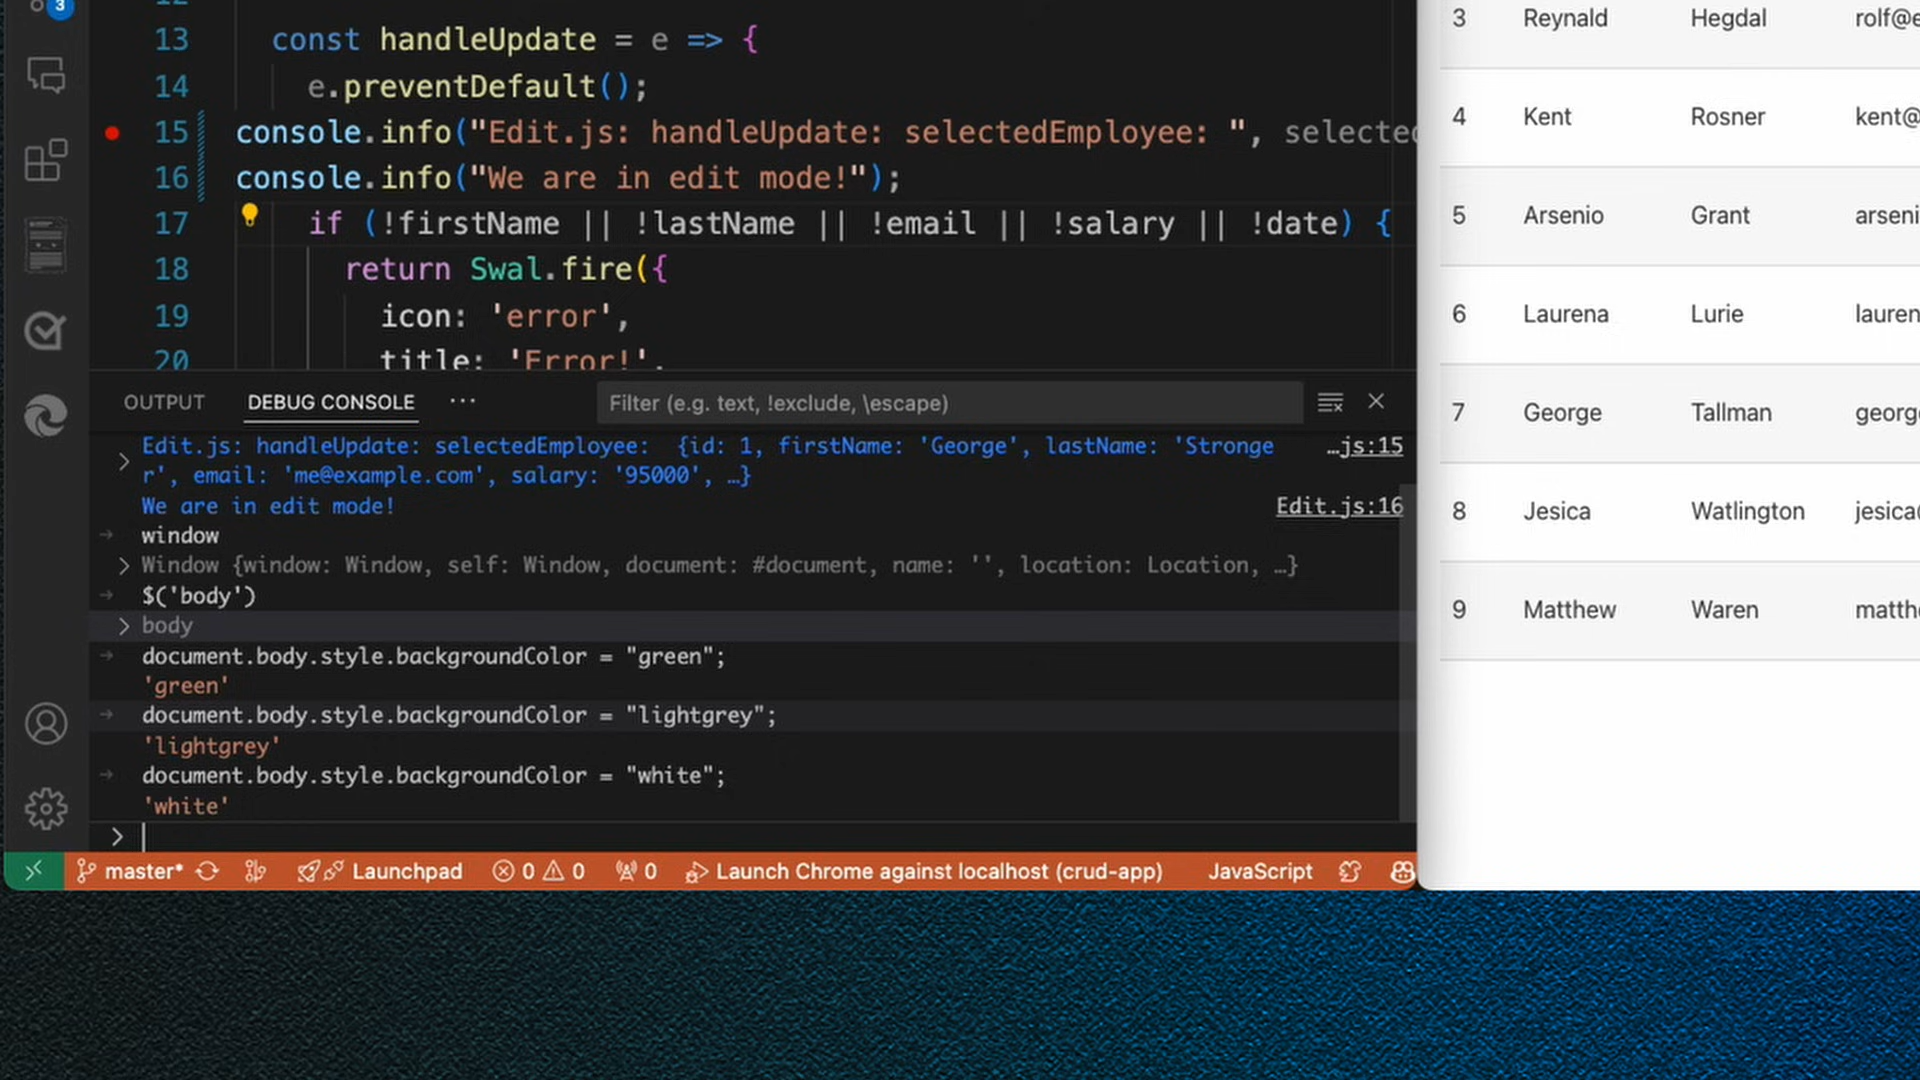 3
12
13 const handleUpdate = e => {
14 e.preventDefault();
15 console.info("Edit.js: handleUpdate: selectedEmployee: ", selected
16 console.info("We are in edit mode!");
17 if (!firstName || !lastName || !email || !salary || !date) {
18 return Swal.fire({
19 icon: 'error',
20 title: 'Error!',
OUTPUT DEBUG CONSOLE ··· Filter (e.g. text, !exclude, \escape)
Edit.js: handleUpdate: selectedEmployee:  {id: 1, firstName: 'George', lastName: 'Stronge …js:15
r', email: 'me@example.com', salary: '95000', …}
We are in edit mode! Edit.js:16
window
Window {window: Window, self: Window, document: #document, name: '', location: Location, …}
$('body')
body
document.body.style.backgroundColor = "green";
'green'
document.body.style.backgroundColor = "lightgrey";
'lightgrey'
document.body.style.backgroundColor = "white";
'white'
master* Launchpad 0 0 0 Launch Chrome against localhost (crud-app) JavaScript
3 Reynald Hegdal rolf@e
4 Kent Rosner kent@
5 Arsenio Grant arseni
6 Laurena Lurie lauren
7 George Tallman george
8 Jesica Watlington jesica
9 Matthew Waren matth